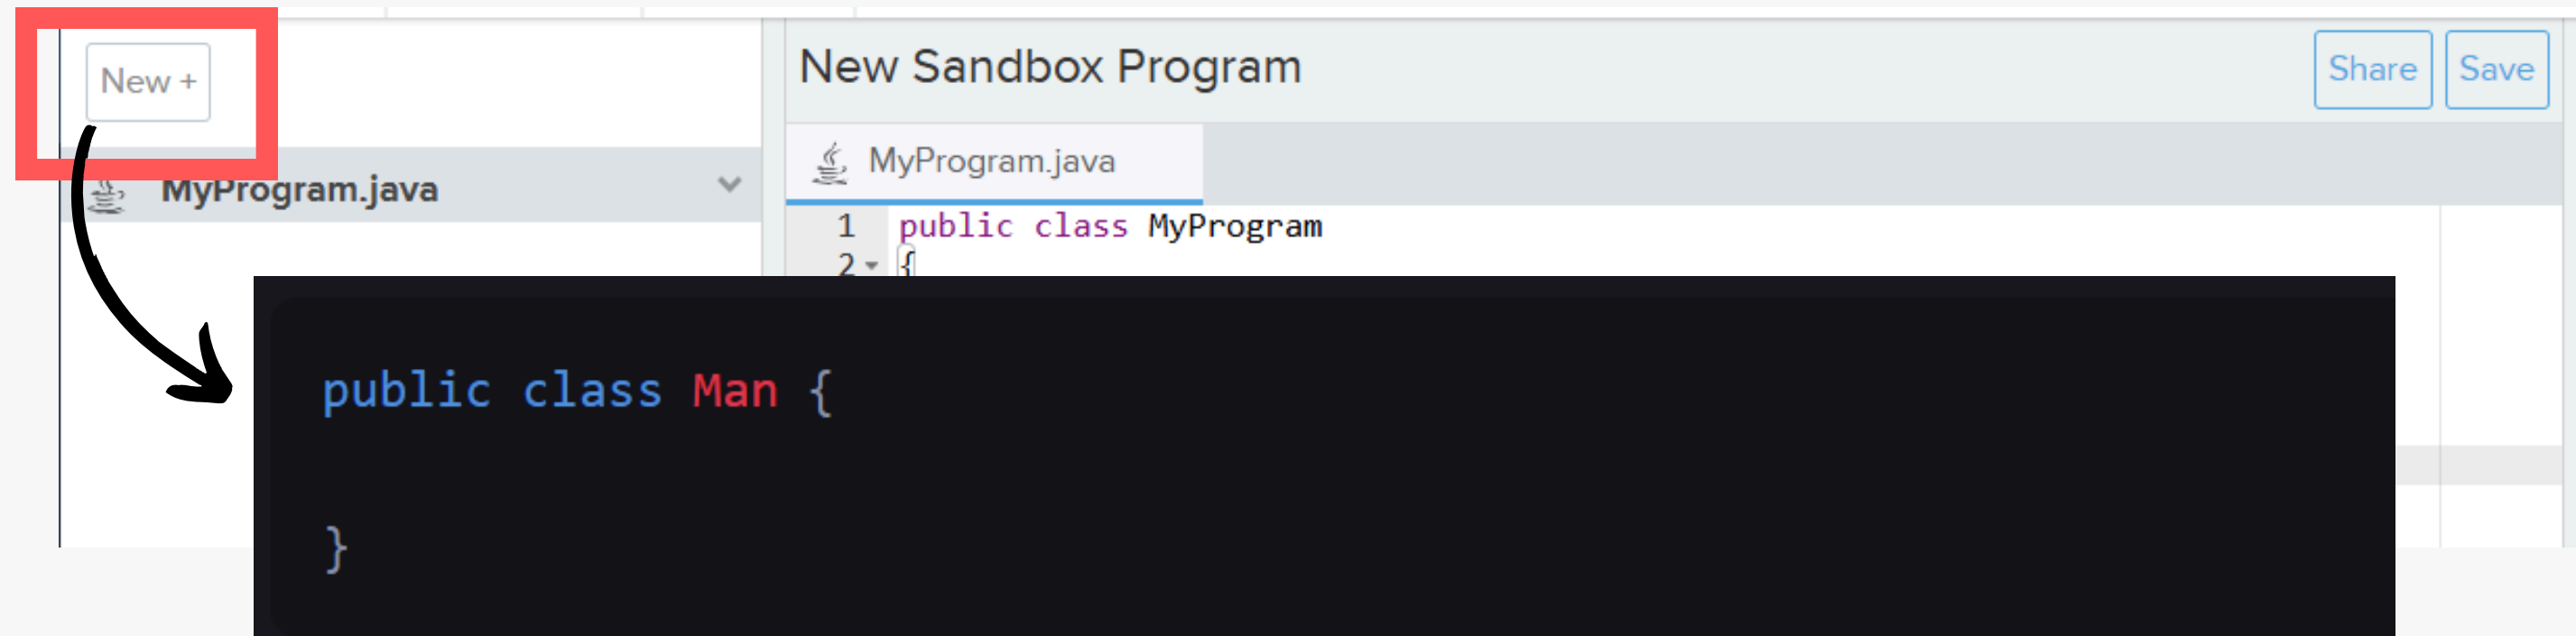 New +
MyProgram.java
New Sandbox Program
Share
Save
MyProgram.java
1 public class MyProgram
2 {
public class Man {
}